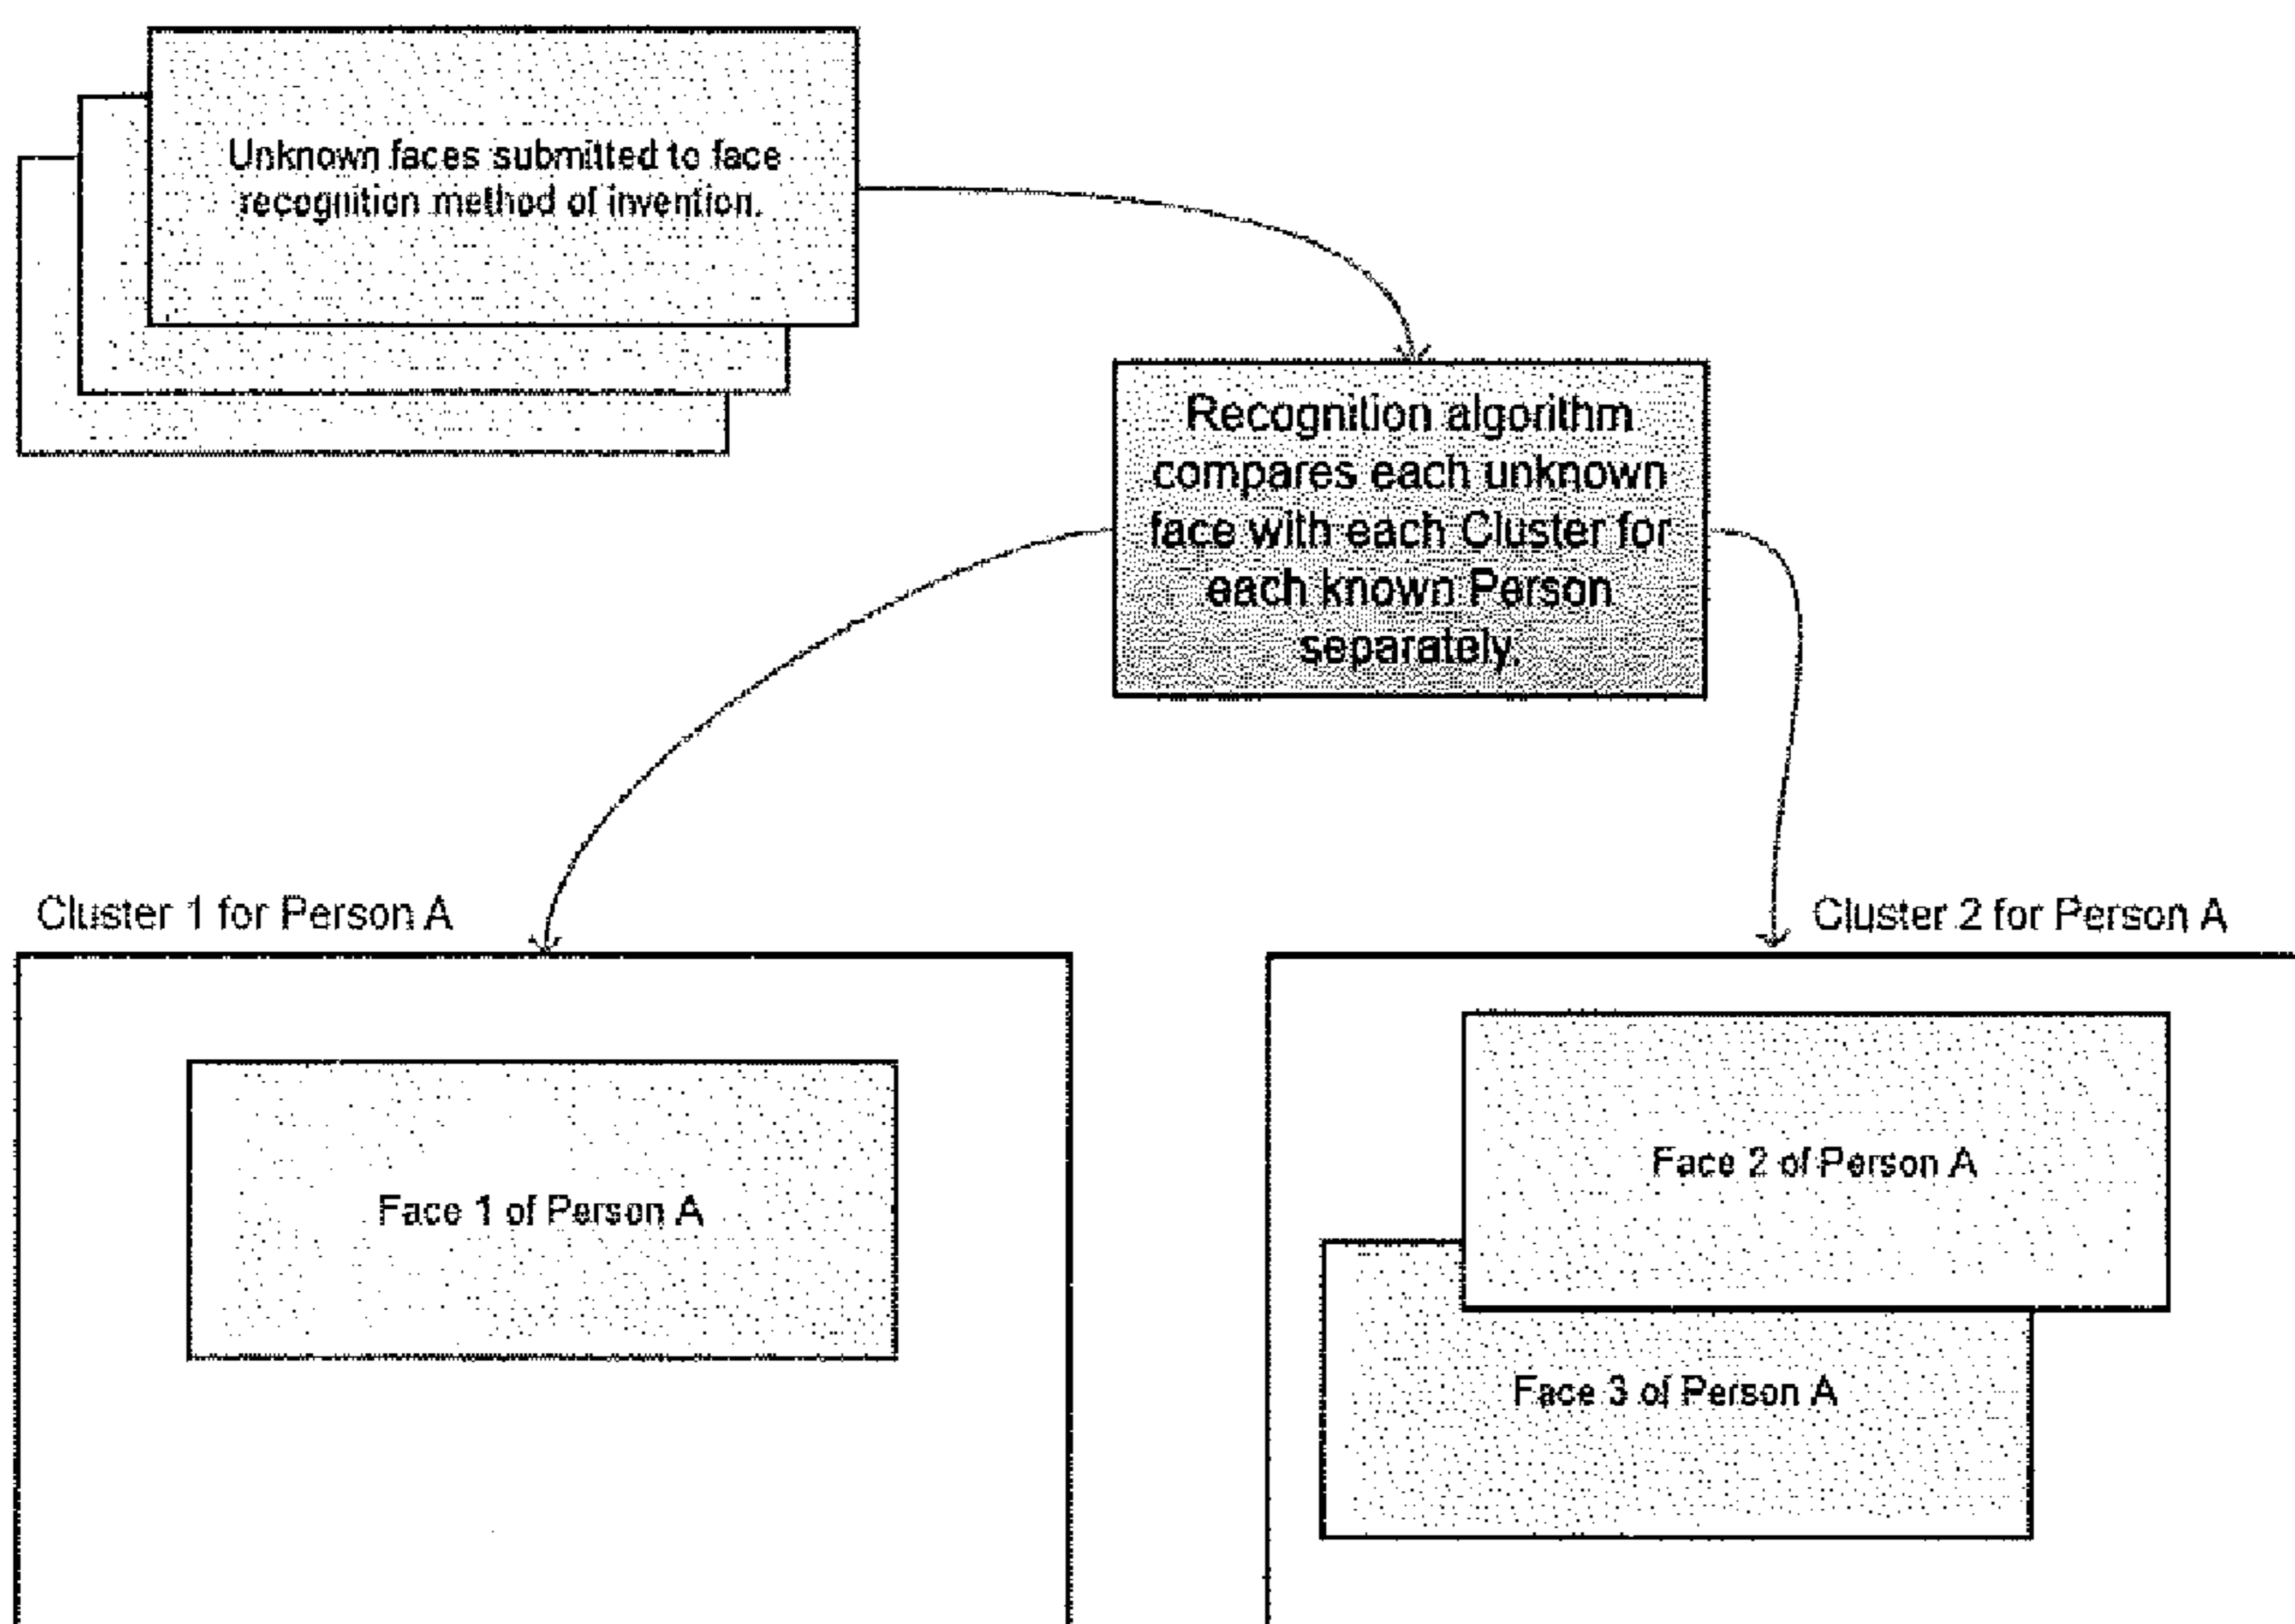 Unknown faces submitted to face
recognition method of invention.
Recognition algorithm
compares each unknown
face with each Cluster for
each known Person
separately.
Cluster 1 for Person A
Cluster 2 for Person A
Face 1 of Person A
Face 2 of Person A
Face 3 of Person A